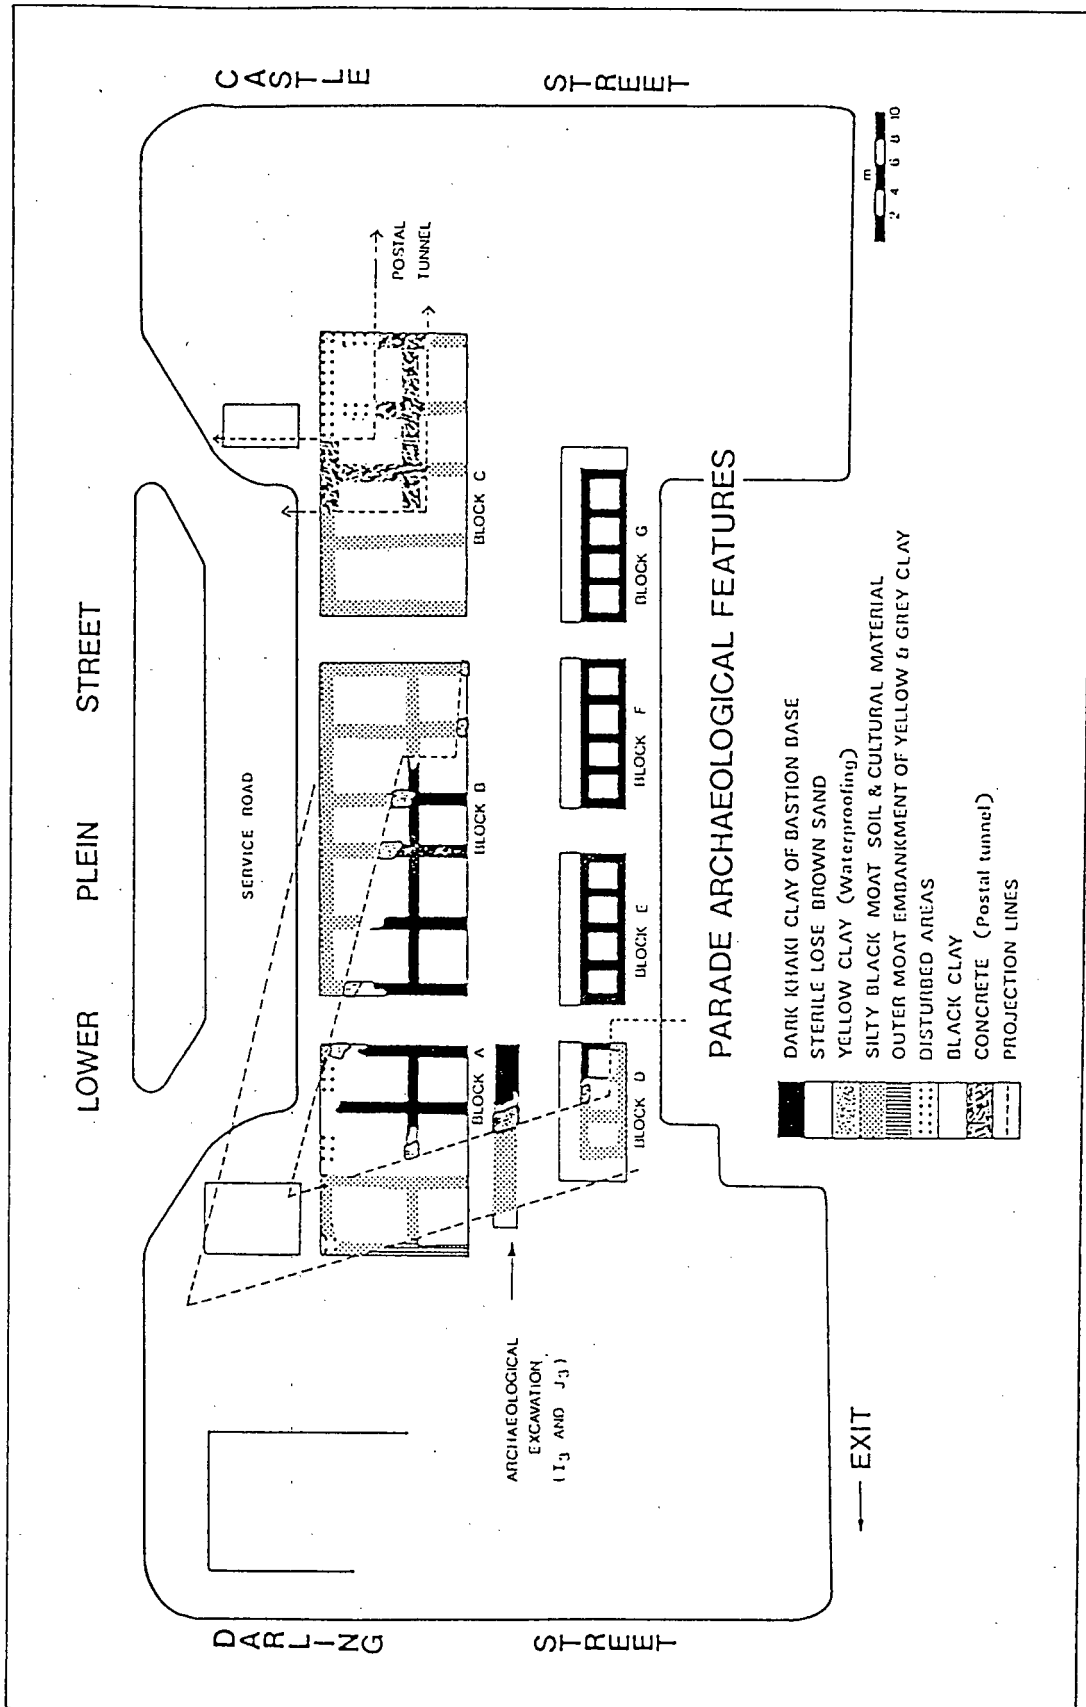 LOWER PLEIN STREET
CASTLE STREET
DARLING STREET
SERVICE ROAD
POSTAL
TUNNEL
BLOCK A
BLOCK B
BLOCK C
ARCHAEOLOGICAL
EXCAVATION
(I3 AND J3)
BLOCK D
BLOCK E
BLOCK F
BLOCK G
EXIT
m
2 4 6 8 10
PARADE ARCHAEOLOGICAL FEATURES
DARK KHAKI CLAY OF BASTION BASE
STERILE LOSE BROWN SAND
YELLOW CLAY (Waterproofing)
SILTY BLACK MOAT SOIL & CULTURAL MATERIAL
OUTER MOAT EMBANKMENT OF YELLOW & GREY CLAY
DISTURBED AREAS
BLACK CLAY
CONCRETE (Postal tunnel)
PROJECTION LINES